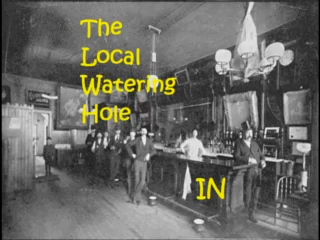 The
Local
Watering
Hole
IN